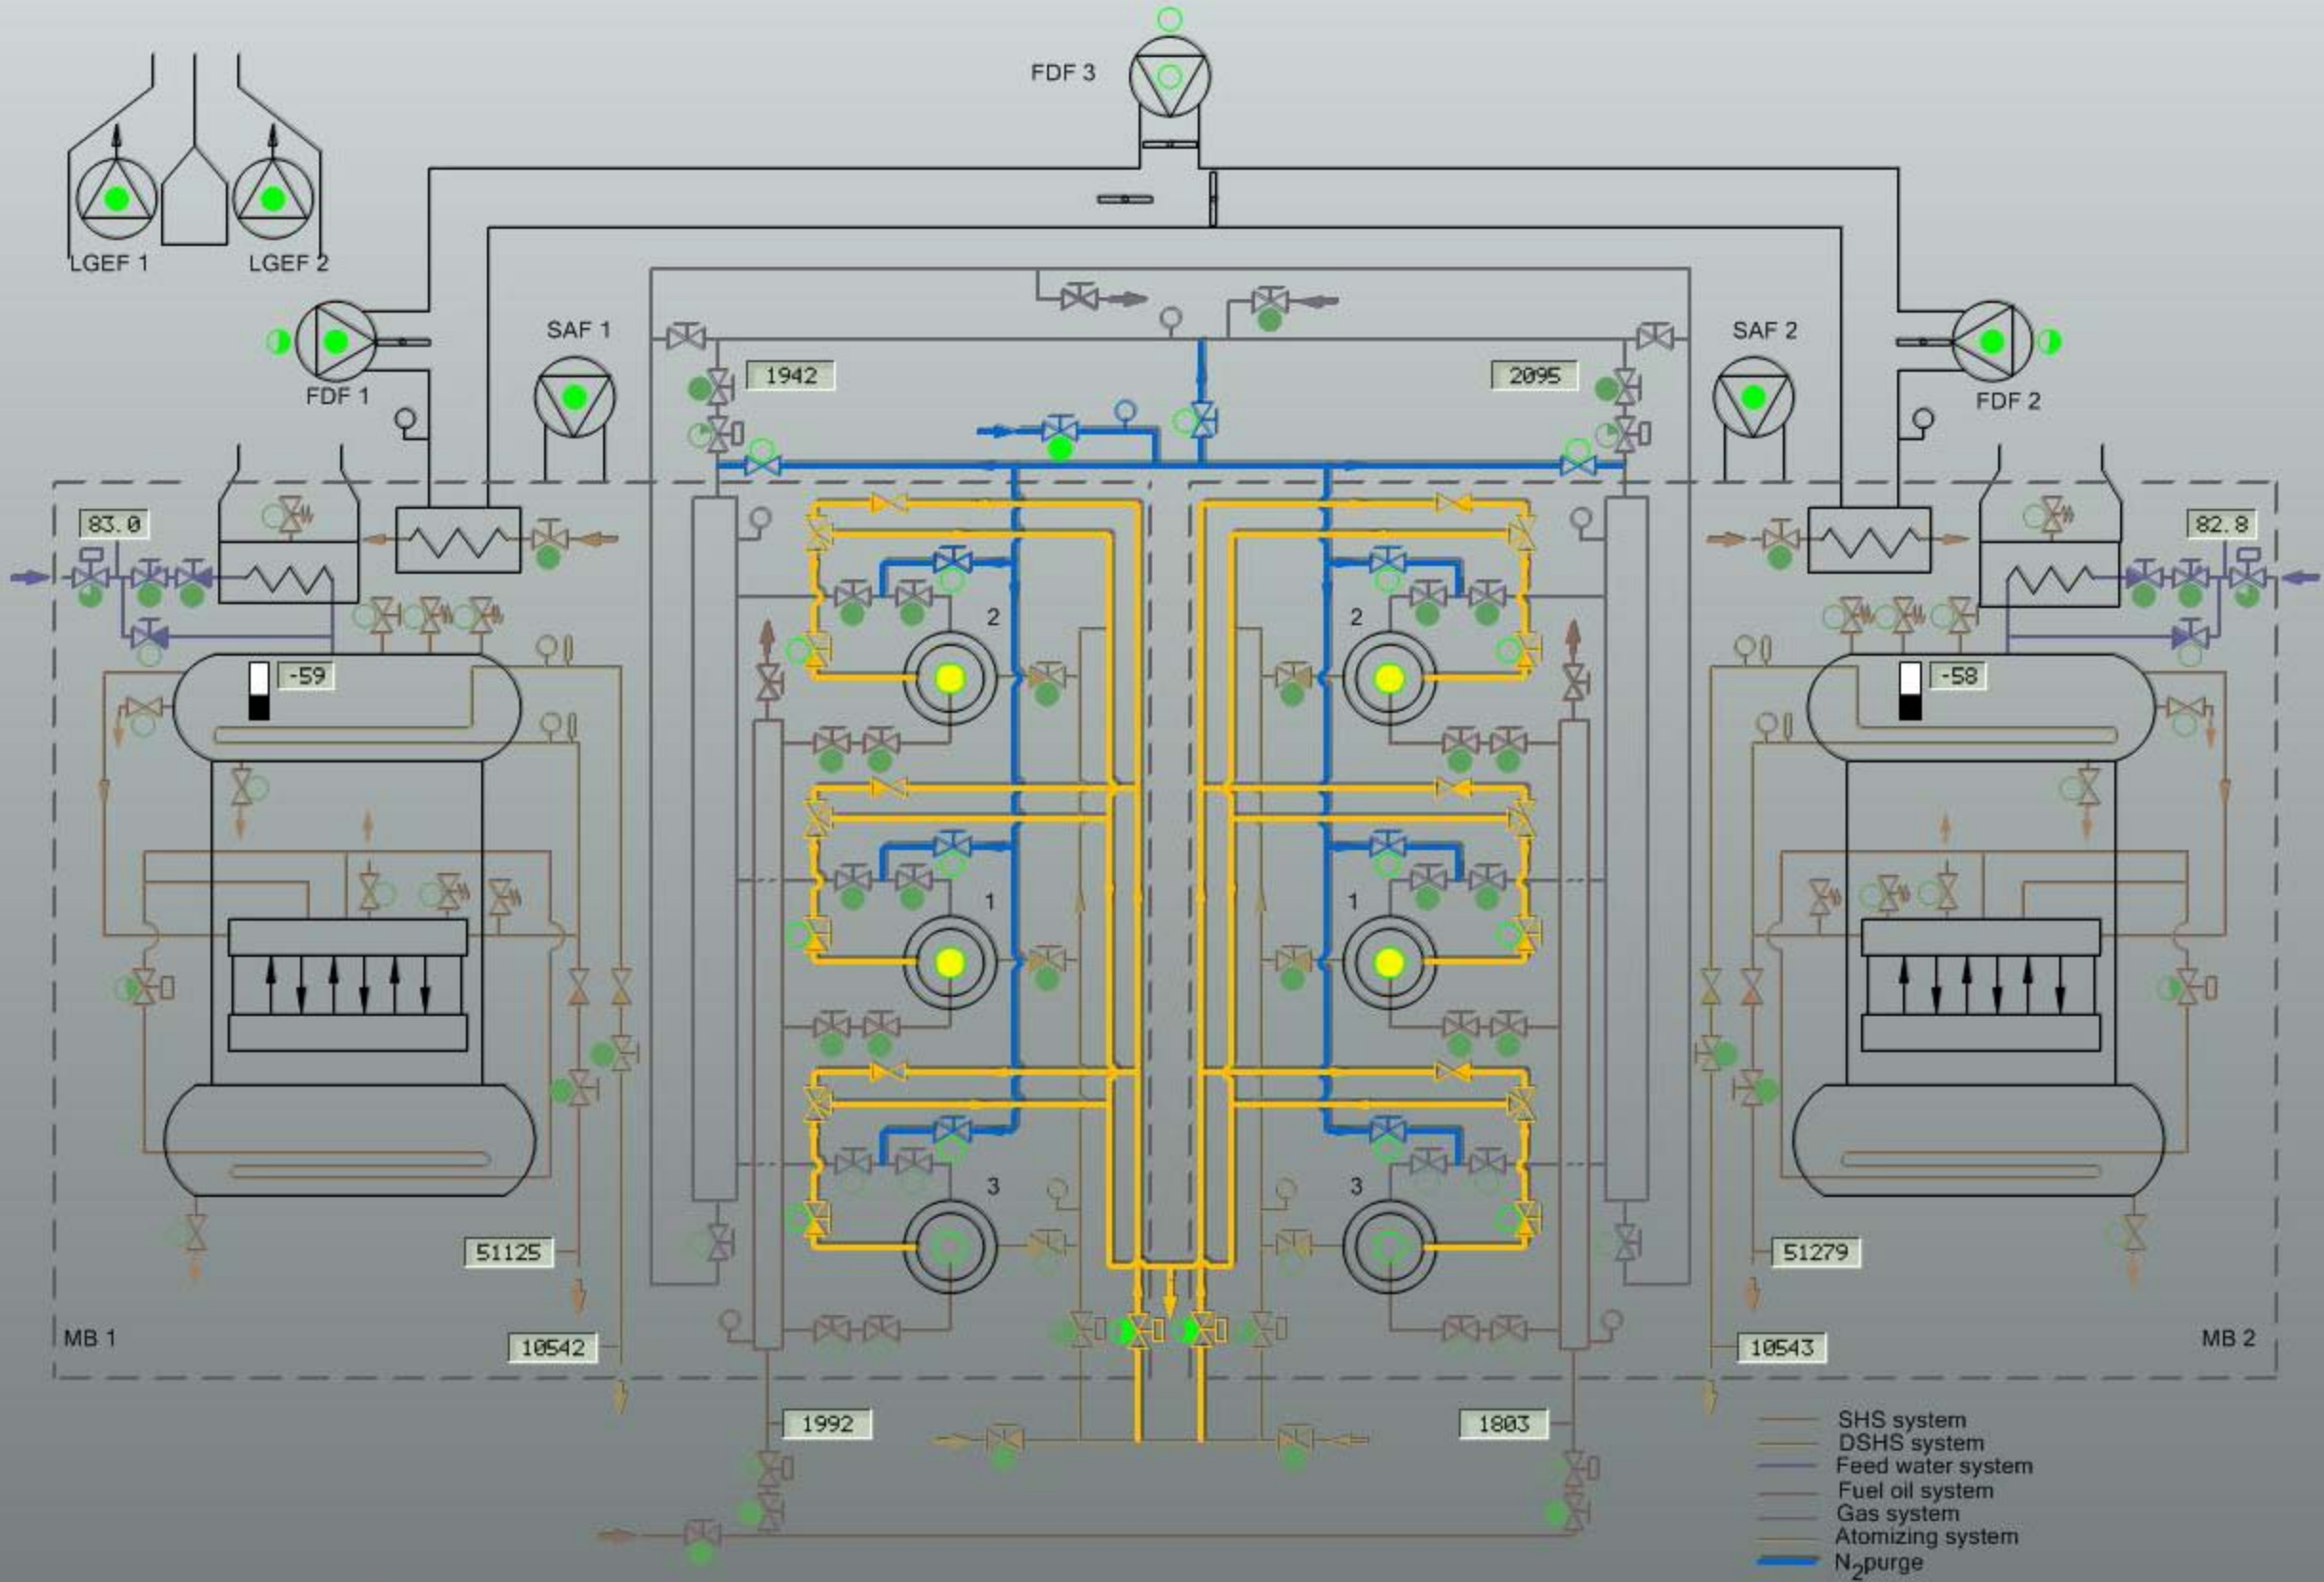 FDF 3
LGEF 1
LGEF 2
FDF 1
SAF 1
SAF 2
FDF 2
1942
2095
83.0
82.8
2
2
-59
-58
1
1
3
3
51125
51279
MB 1
10542
10543
MB 2
1992
1803
SHS system
DSHS system
Feed water system
Fuel oil system
Gas system
Atomizing system
N₂purge